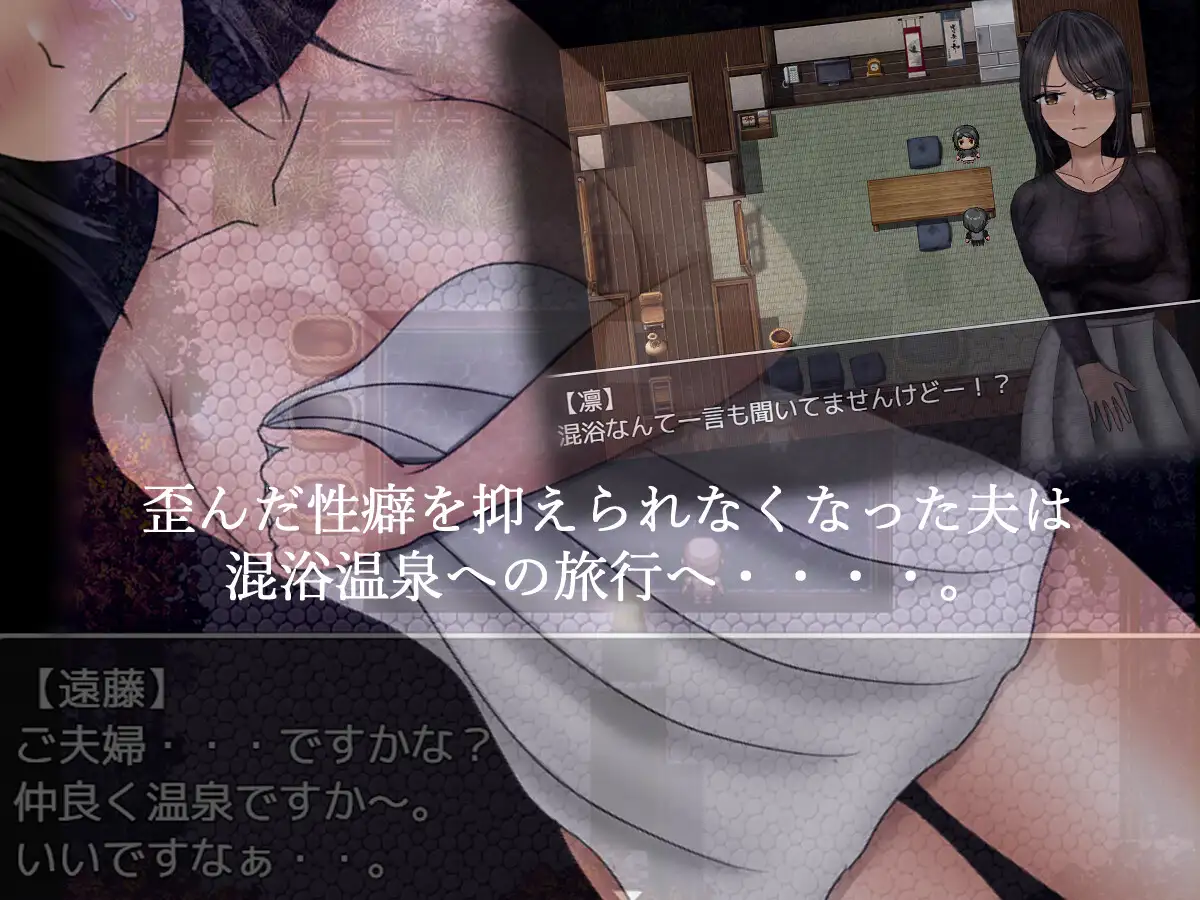 【凛】
混浴なんて一言も聞いてませんけどー！？
歪んだ性癖を抑えられなくなった夫は
混浴温泉への旅行へ・・・・。
【遠藤】
ご夫婦・・・ですかな？
仲良く温泉ですか～。
いいですなぁ・・。